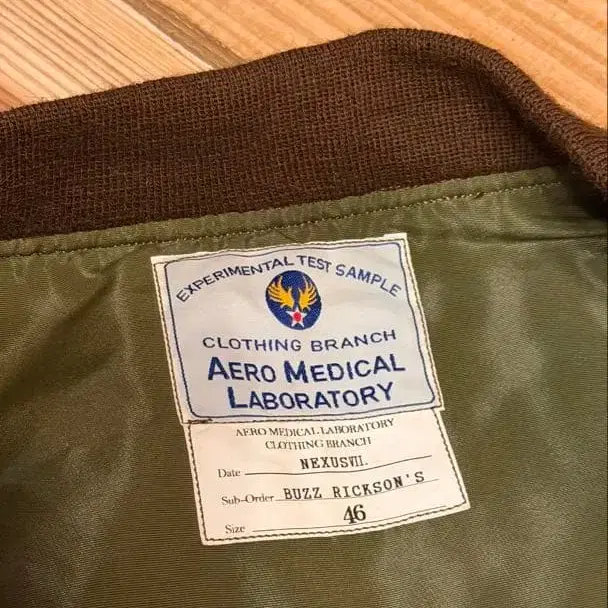 EXPERIMENTAL TEST SAMPLE
CLOTHING BRANCH
AERO MEDICAL
LABORATORY
AERO MEDICAL LABORATORY
CLOTHING BRANCH
Date NEXUSVII.
Sub-Order BUZZ RICKSON'S
Size 46